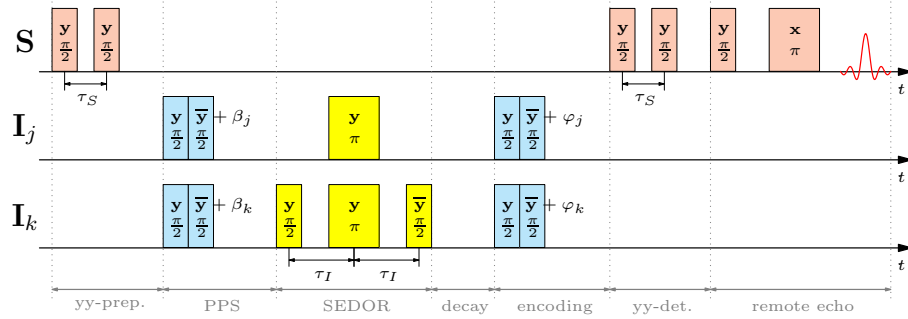 S
y π/2
y π/2
τ_S
y π/2
y π/2
τ_S
y π/2
x π
t
I_j
y π/2 y̅ π/2 + β_j
y π
y π/2 y̅ π/2 + φ_j
t
I_k
y π/2 y̅ π/2 + β_k
y π/2
y π
y̅ π/2
τ_I
τ_I
y π/2 y̅ π/2 + φ_k
t
yy-prep. PPS SEDOR decay encoding yy-det. remote echo